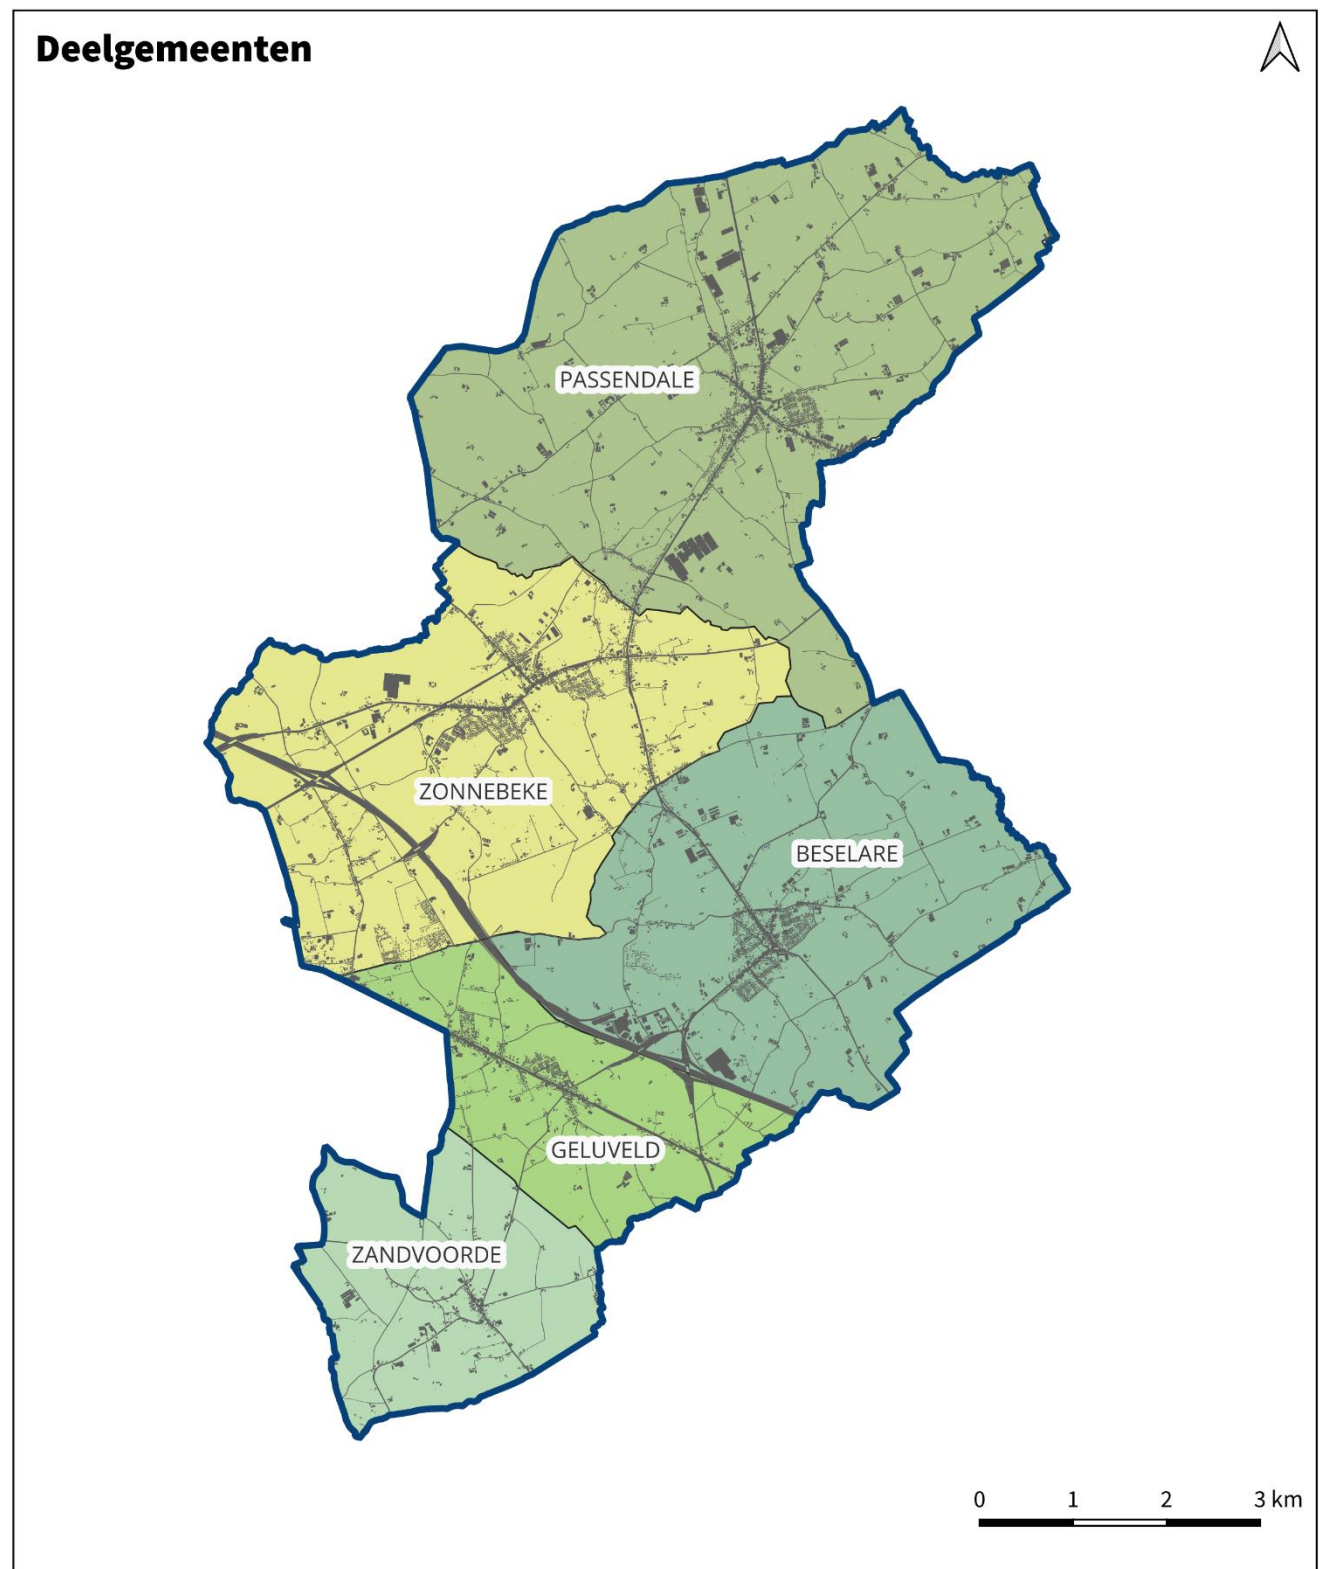 Deelgemeenten
PASSENDALE
ZONNEBEKE
BESELARE
GELUVELD
ZANDVOORDE
0 1 2 3 km